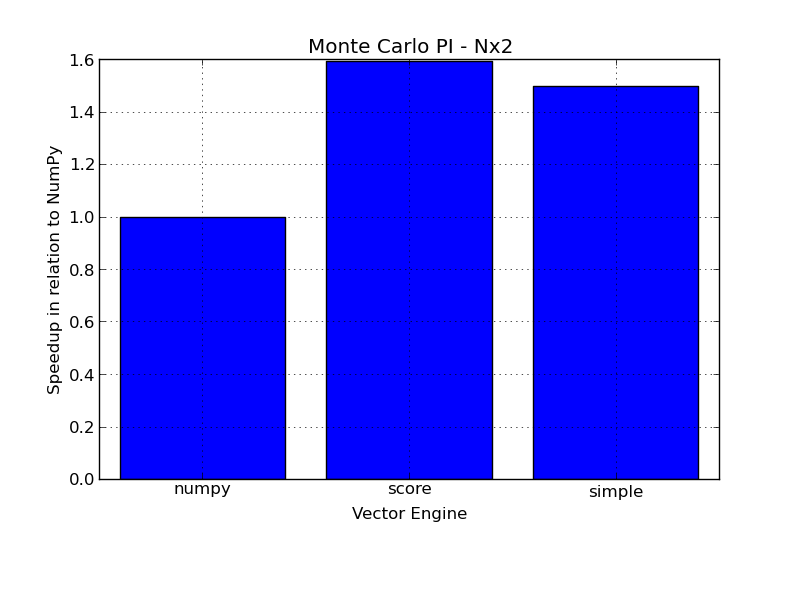 Monte Carlo PI - Nx2
Speedup in relation to NumPy
1.6
1.4
1.2
1.0
0.8
0.6
0.4
0.2
0.0
numpy
score
simple
Vector Engine